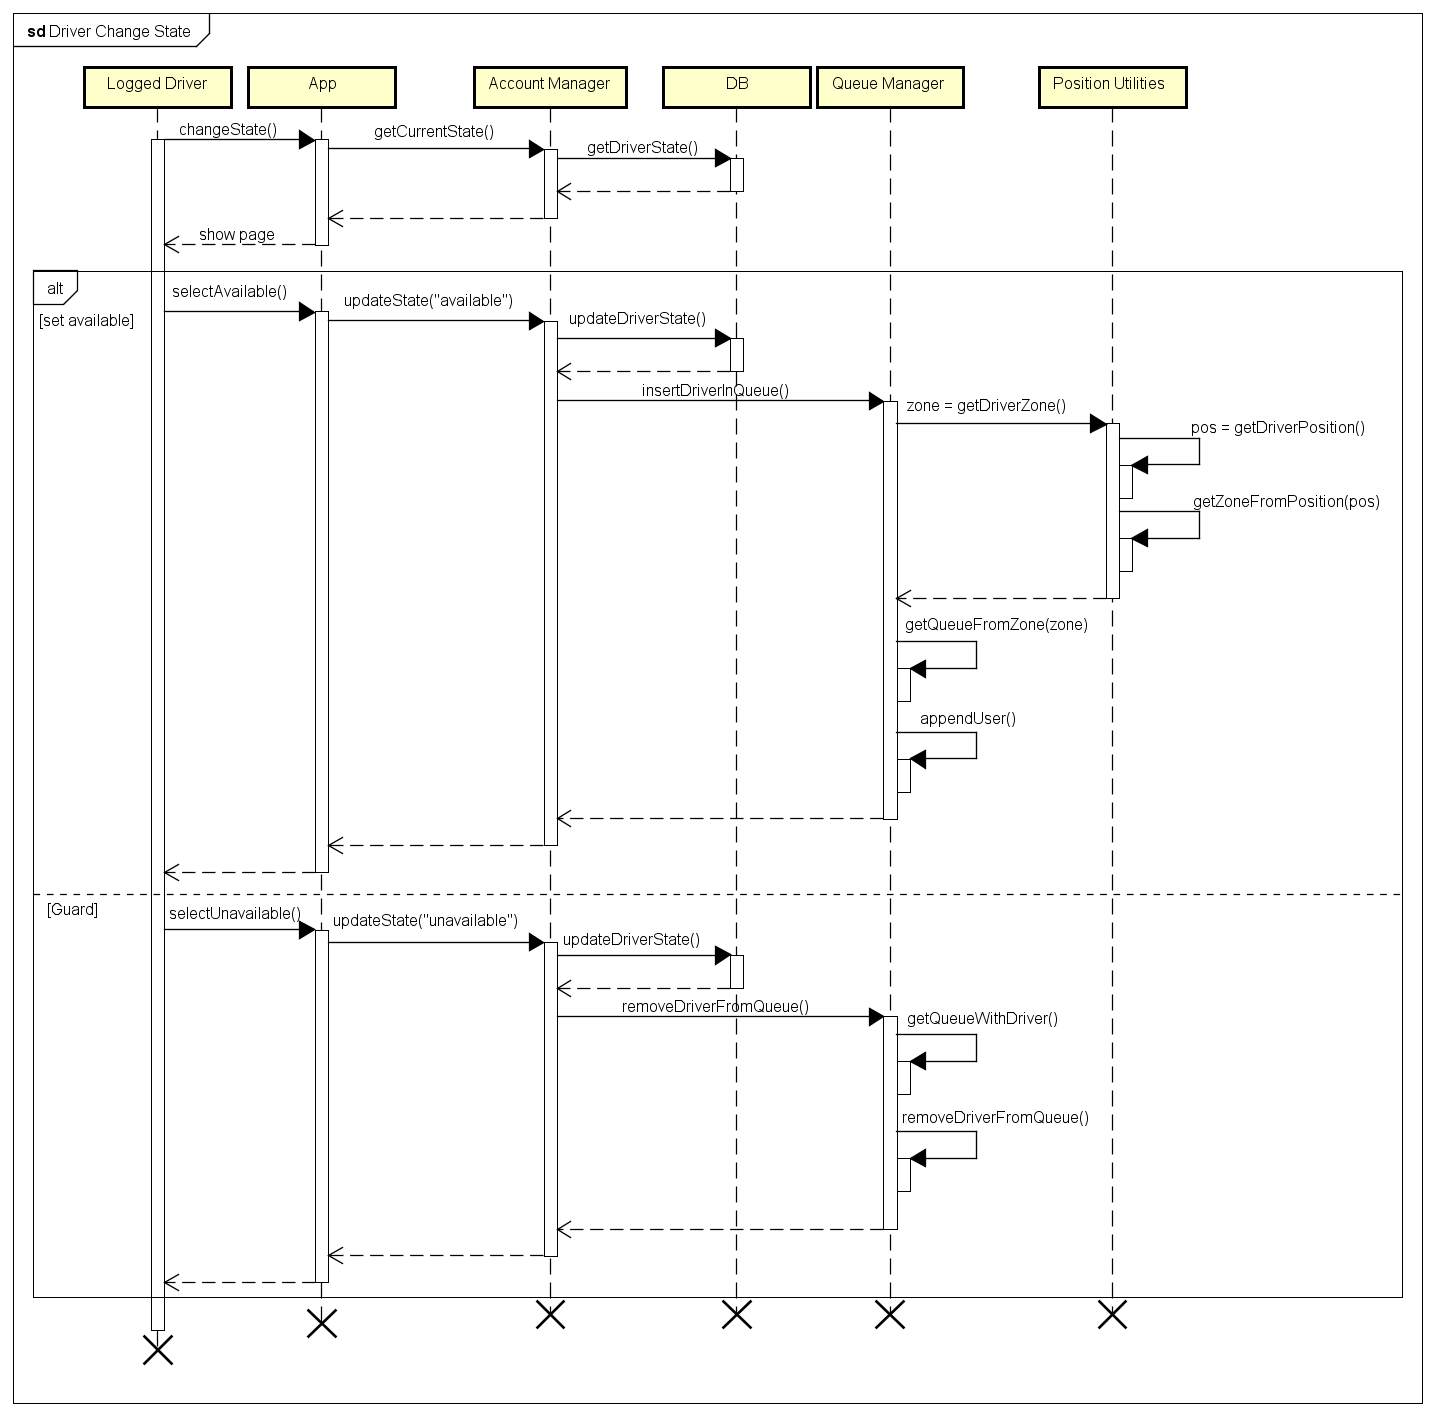 sd Driver Change State
Logged Driver
App
Account Manager
DB
Queue Manager
Position Utilities
changeState()
getCurrentState()
getDriverState()
show page
alt
[set available]
selectAvailable()
updateState("available")
updateDriverState()
insertDriverInQueue()
zone = getDriverZone()
pos = getDriverPosition()
getZoneFromPosition(pos)
getQueueFromZone(zone)
appendUser()
[Guard]
selectUnavailable()
updateState("unavailable")
updateDriverState()
removeDriverFromQueue()
getQueueWithDriver()
removeDriverFromQueue()